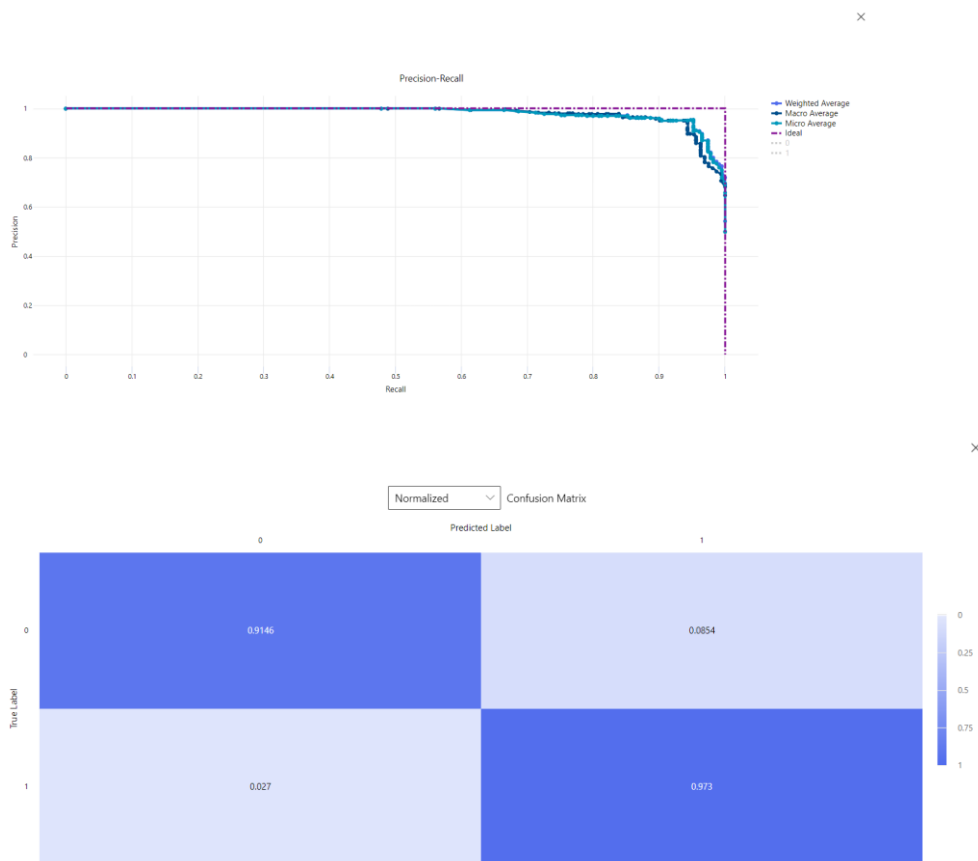 Precision-Recall
Weighted Average
Macro Average
Micro Average
Ideal
0
1
1
0.8
0.6
0.4
0.2
0
Precision
0 0.1 0.2 0.3 0.4 0.5 0.6 0.7 0.8 0.9 1
Recall
Normalized Confusion Matrix
Predicted Label
0 1
0 0.9146 0.0854
1 0.027 0.973
True Label
0
0.25
0.5
0.75
1